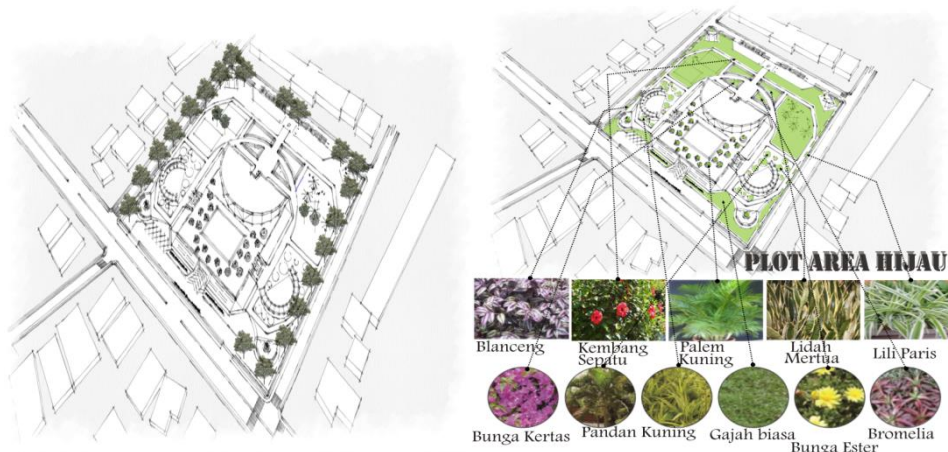 PLOT AREA HIJAU
Blanceng
Kembang
Sepatu
Palem
Kuning
Lidah
Mertua
Lili Paris
Bunga Kertas
Pandan Kuning
Gajah biasa
Bunga Ester
Bromelia